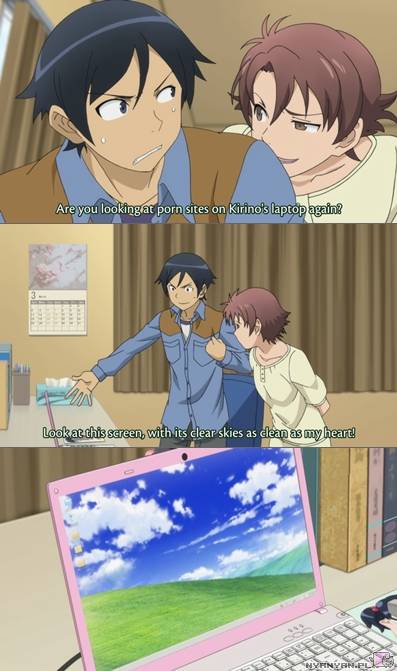 Are you looking at porn sites on Kirino's laptop again?
3
Look at this screen, with its clear skies as clean as my heart!
NYANYAN.PL